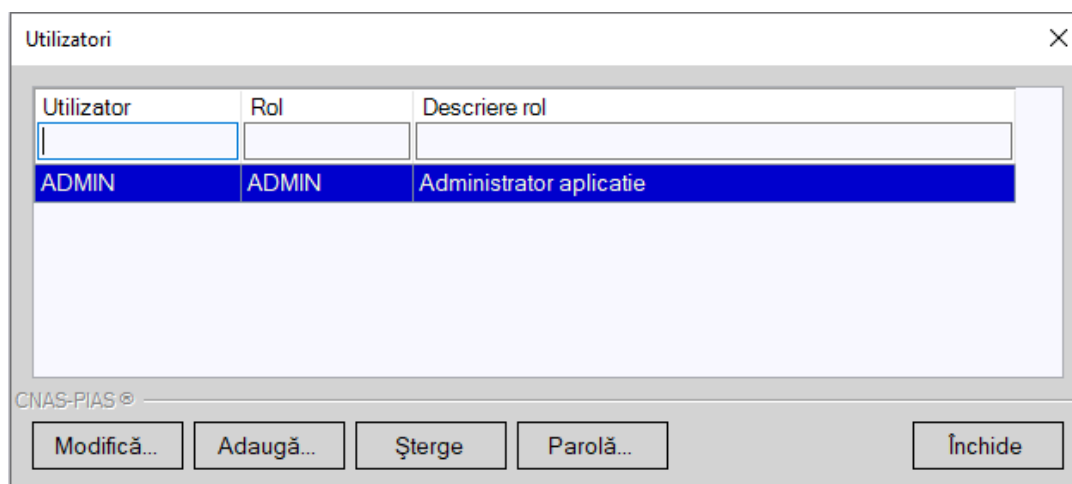 Utilizatori
Utilizator Rol Descriere rol
ADMIN ADMIN Administrator aplicatie
CNAS-PIAS ®
Modifică... Adaugă... Şterge Parolă... Închide